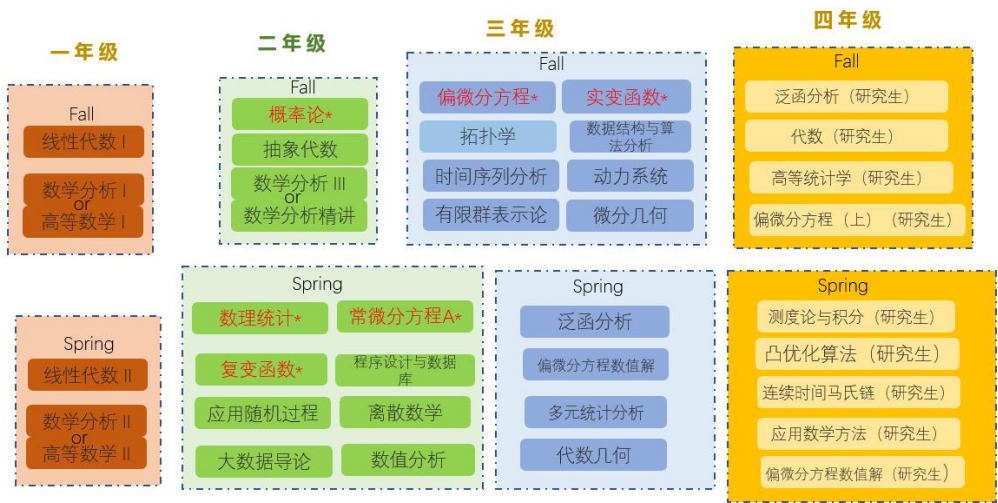 一年级
Fall
线性代数 I
数学分析 I
or
高等数学 I
Spring
线性代数 II
数学分析 II
or
高等数学 II
二年级
Fall
概率论*
抽象代数
数学分析 III
or
数学分析精讲
Spring
数理统计*
常微分方程A*
复变函数*
程序设计与数据
库
应用随机过程
离散数学
大数据导论
数值分析
三年级
Fall
偏微分方程*
实变函数*
拓扑学
数据结构与算
法分析
时间序列分析
动力系统
有限群表示论
微分几何
Spring
泛函分析
偏微分方程数值解
多元统计分析
代数几何
四年级
Fall
泛函分析（研究生）
代数（研究生）
高等统计学（研究生）
偏微分方程（上）（研究生）
Spring
测度论与积分（研究生）
凸优化算法（研究生）
连续时间马氏链（研究生）
应用数学方法（研究生）
偏微分方程数值解（研究生）